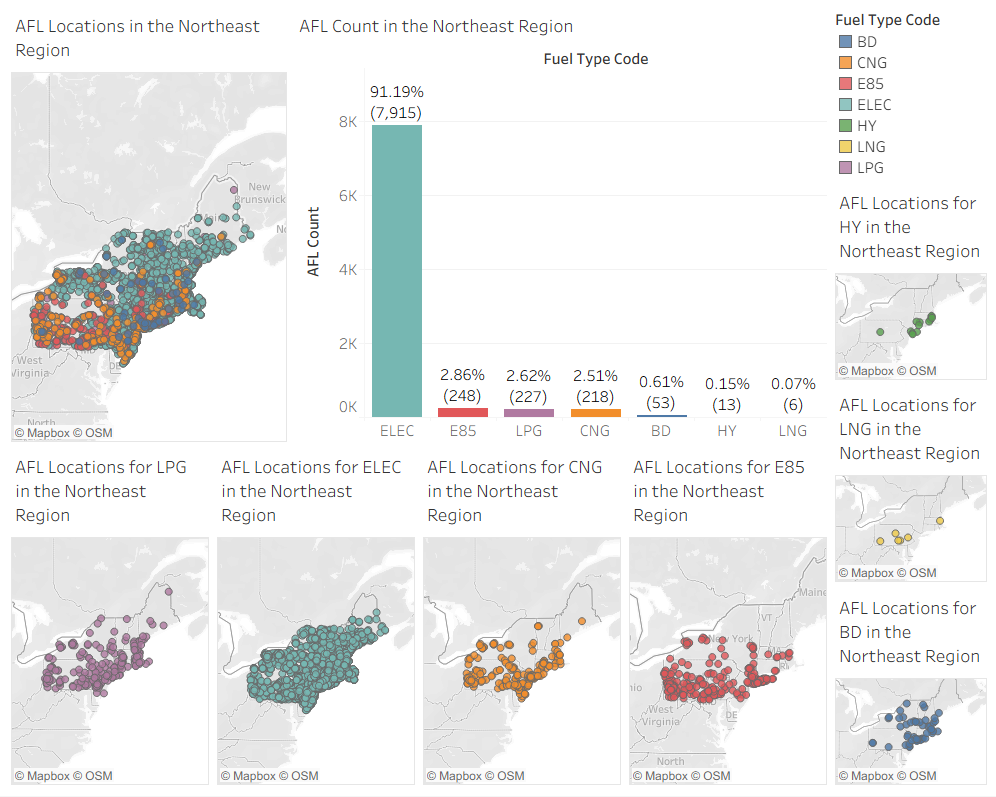 AFL Locations in the Northeast
Region
New
Brunswick
West
Virginia
DE
North
© Mapbox © OSM
AFL Count in the Northeast Region
Fuel Type Code
AFL Count
8K
6K
4K
2K
0K
91.19%
(7,915)
2.86%
(248)
2.62%
(227)
2.51%
(218)
0.61%
(53)
0.15%
(13)
0.07%
(6)
ELEC
E85
LPG
CNG
BD
HY
LNG
Fuel Type Code
BD
CNG
E85
ELEC
HY
LNG
LPG
AFL Locations for
HY in the
Northeast Region
© Mapbox © OSM
AFL Locations for
LNG in the
Northeast Region
© Mapbox © OSM
AFL Locations for
BD in the
Northeast Region
© Mapbox © OSM
AFL Locations for LPG
in the Northeast
Region
© Mapbox © OSM
AFL Locations for ELEC
in the Northeast
Region
© Mapbox © OSM
AFL Locations for CNG
in the Northeast
Region
© Mapbox © OSM
AFL Locations for E85
in the Northeast
Region
Maine
VT
New York
West
Virginia
DE
North
© Mapbox © OSM